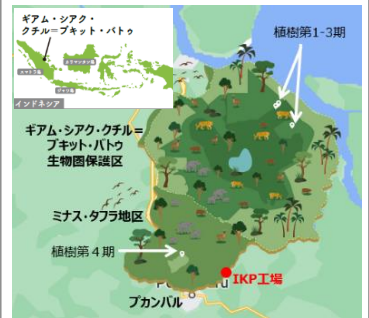 ギアム・シアク・
クチル=ブキット・バトゥ
インドネシア
植樹第1-3期
ギアム・シアク・クチル=
ブキット・バトゥ
生物圏保護区
ミナス・タフラ地区
植樹第4期
IKP工場
プカンバル